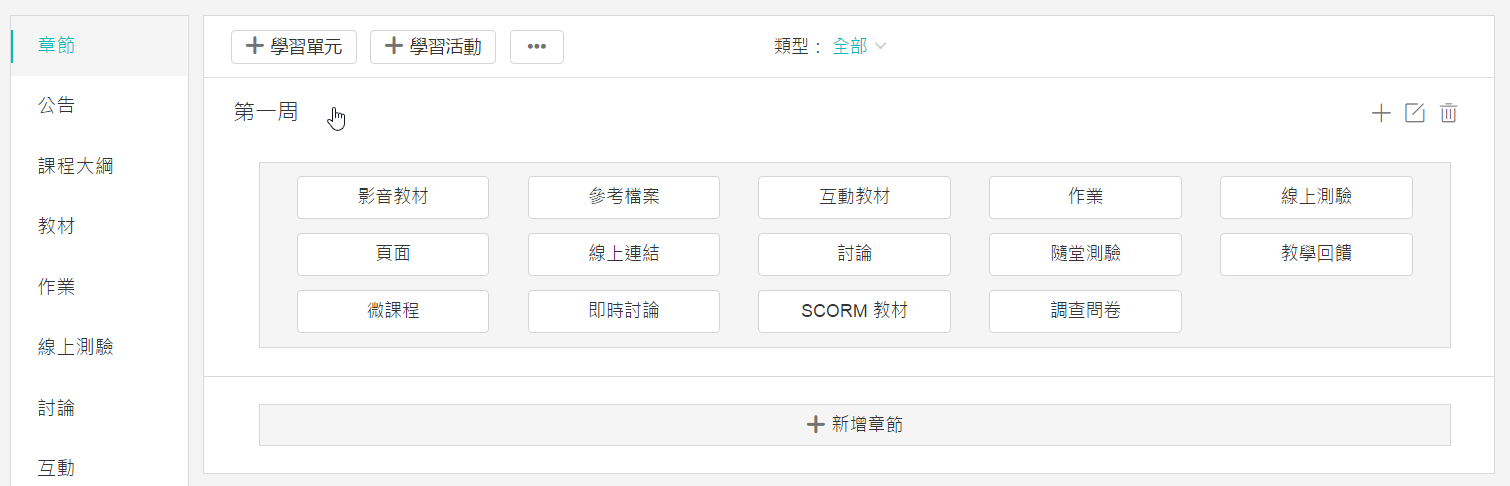 章節
公告
課程大綱
教材
作業
線上測驗
討論
互動
+ 學習單元 + 學習活動 ••• 類型： 全部
第一周
影音教材 參考檔案 互動教材 作業 線上測驗
頁面 線上連結 討論 隨堂測驗 教學回饋
微課程 即時討論 SCORM 教材 調查問卷
+ 新增章節